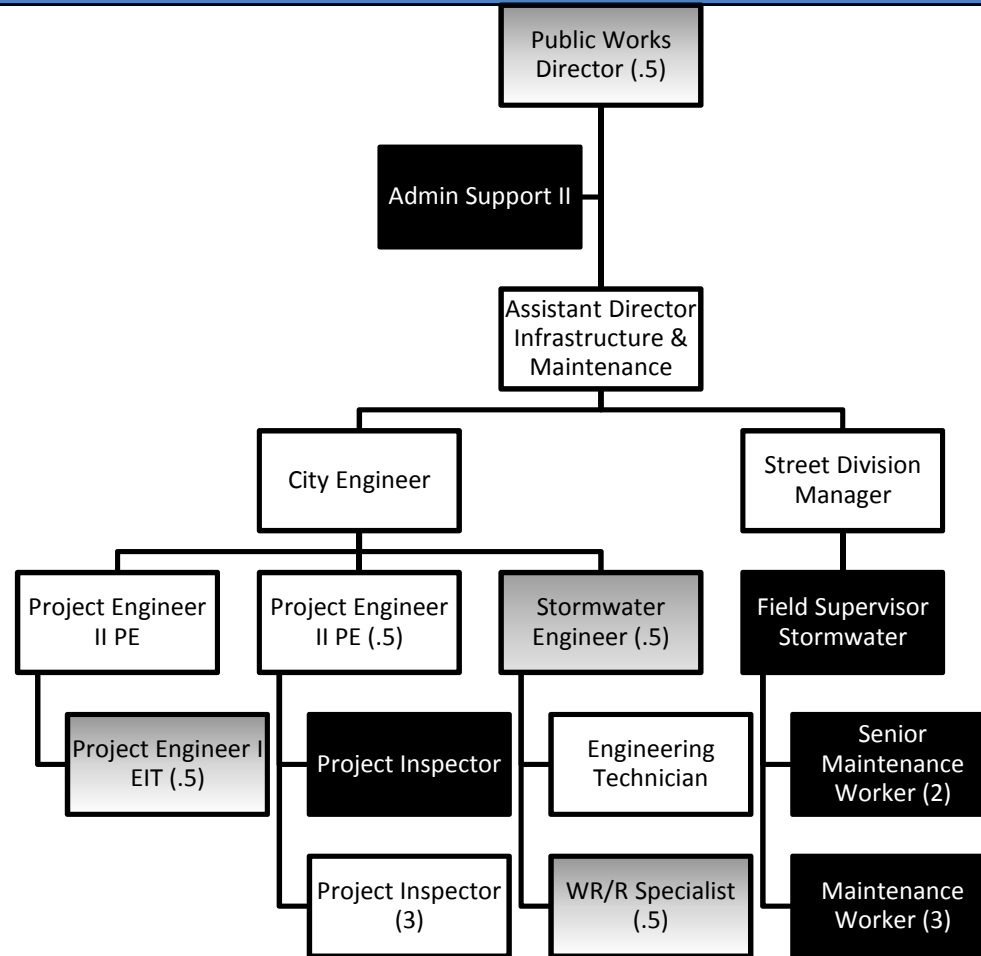 Public Works
Director (.5)
Admin Support II
Assistant Director
Infrastructure &
Maintenance
City Engineer
Street Division
Manager
Project Engineer
II PE
Project Engineer
II PE (.5)
Stormwater
Engineer (.5)
Field Supervisor
Stormwater
Project Engineer I
EIT (.5)
Project Inspector
Engineering
Technician
Senior
Maintenance
Worker (2)
Project Inspector
(3)
WR/R Specialist
(.5)
Maintenance
Worker (3)